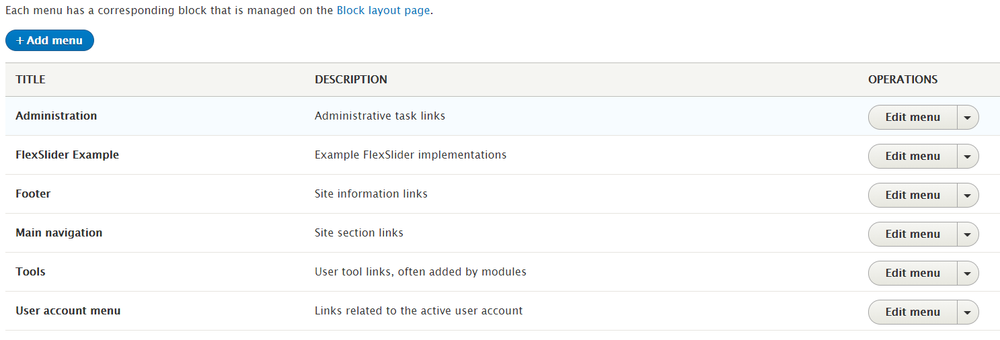 Each menu has a corresponding block that is managed on the Block layout page.
+ Add menu
TITLE DESCRIPTION OPERATIONS
Administration Administrative task links Edit menu
FlexSlider Example Example FlexSlider implementations Edit menu
Footer Site information links Edit menu
Main navigation Site section links Edit menu
Tools User tool links, often added by modules Edit menu
User account menu Links related to the active user account Edit menu